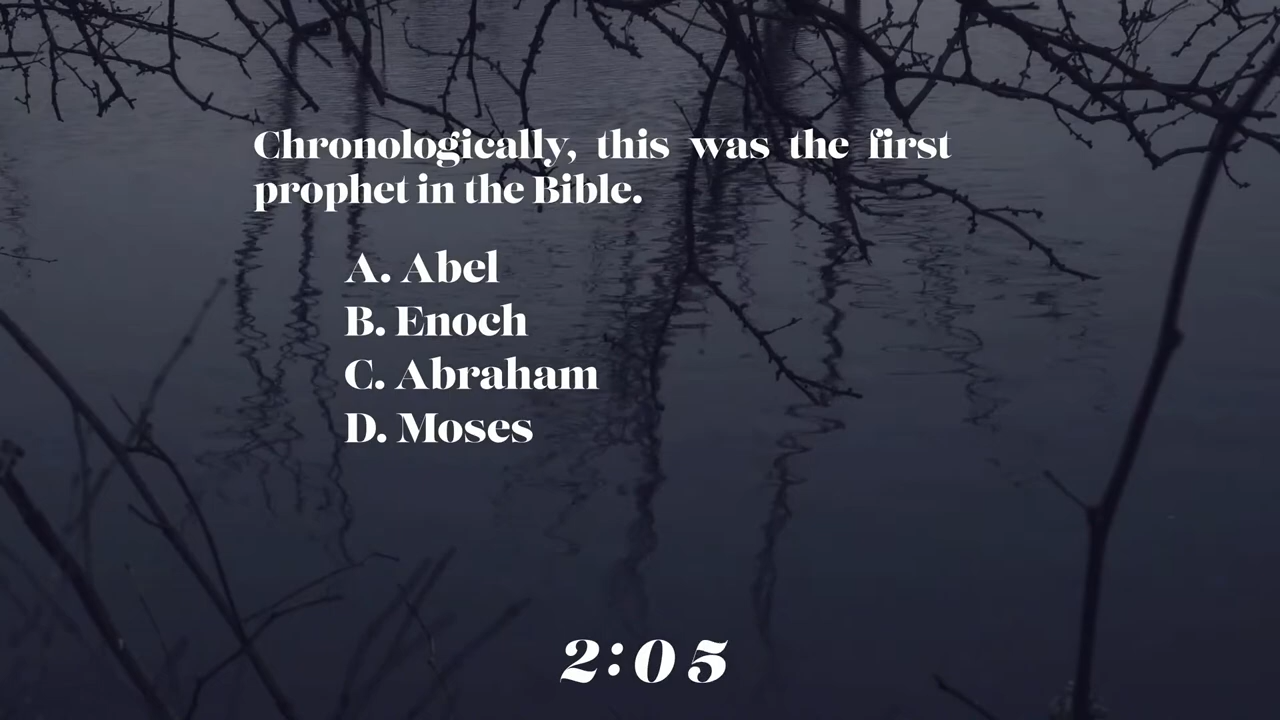 Chronologically, this was the first
prophet in the Bible.
A. Abel
B. Enoch
C. Abraham
D. Moses
2:05